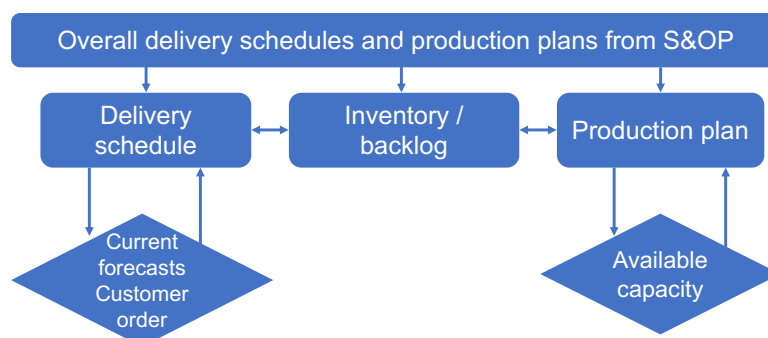 Overall delivery schedules and production plans from S&OP
Delivery
schedule
Inventory /
backlog
Production plan
Current
forecasts
Customer
order
Available
capacity